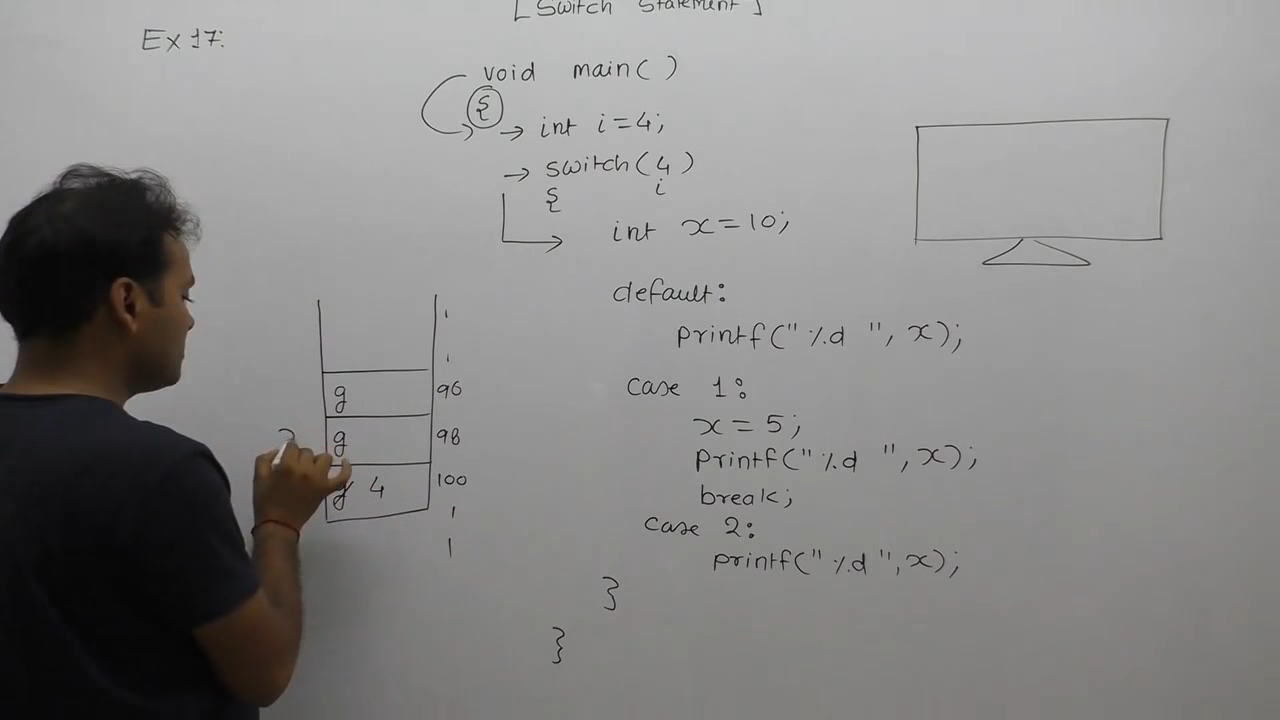 [ Switch Statement ]
Ex 17:
void main( )
{
→ int i=4;
→ switch( 4 )
i
{
int x=10;
default:
printf(" %d ", x);
case 1:
x = 5;
printf(" %d ", x);
break;
case 2:
printf(" %d ", x);
}
}
g 96
g 98
g 4 100